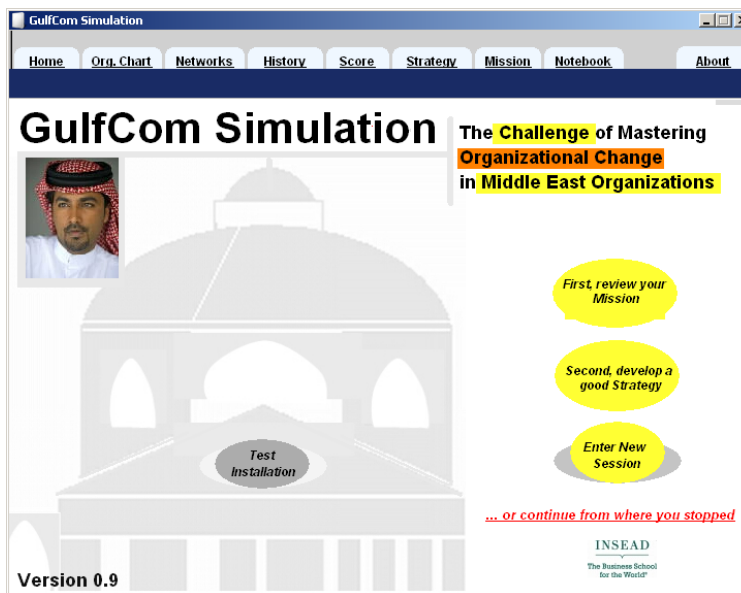 GulfCom Simulation
Home Org. Chart Networks History Score Strategy Mission Notebook About
GulfCom Simulation
The Challenge of Mastering
Organizational Change
in Middle East Organizations
First, review your
Mission
Second, develop a
good Strategy
Test
Installation
Enter New
Session
... or continue from where you stopped
INSEAD
The Business School
for the World®
Version 0.9